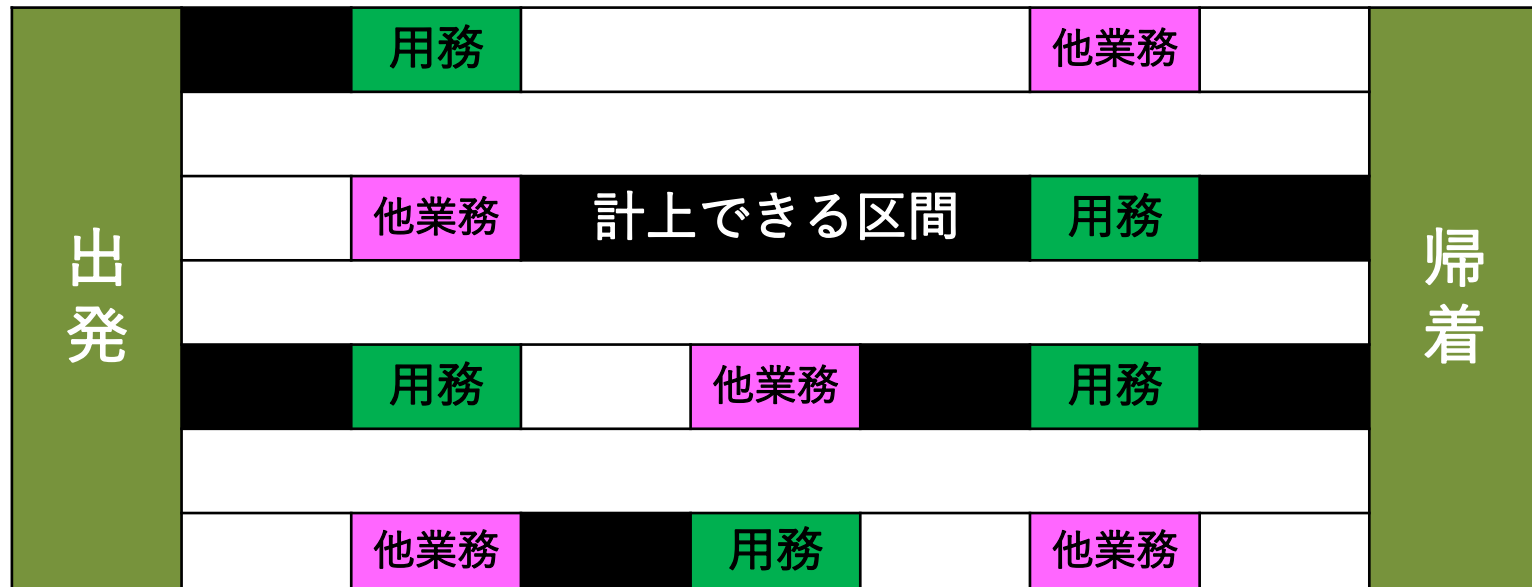 用務 他業務
出発
他業務 計上できる区間 用務
帰着
用務 他業務 用務
他業務 用務 他業務